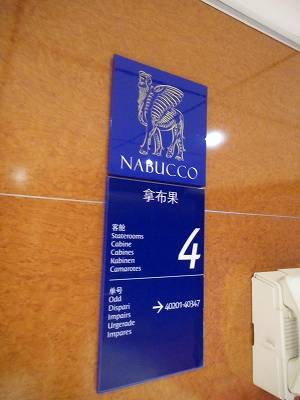 NABUCCO
拿布果
客舱
Staterooms
Cabine
Cabines
Kabinen
Camarotes
4
单号
Odd
Dispari
Impairs
Urgerade
Impares
→ 40201-40347